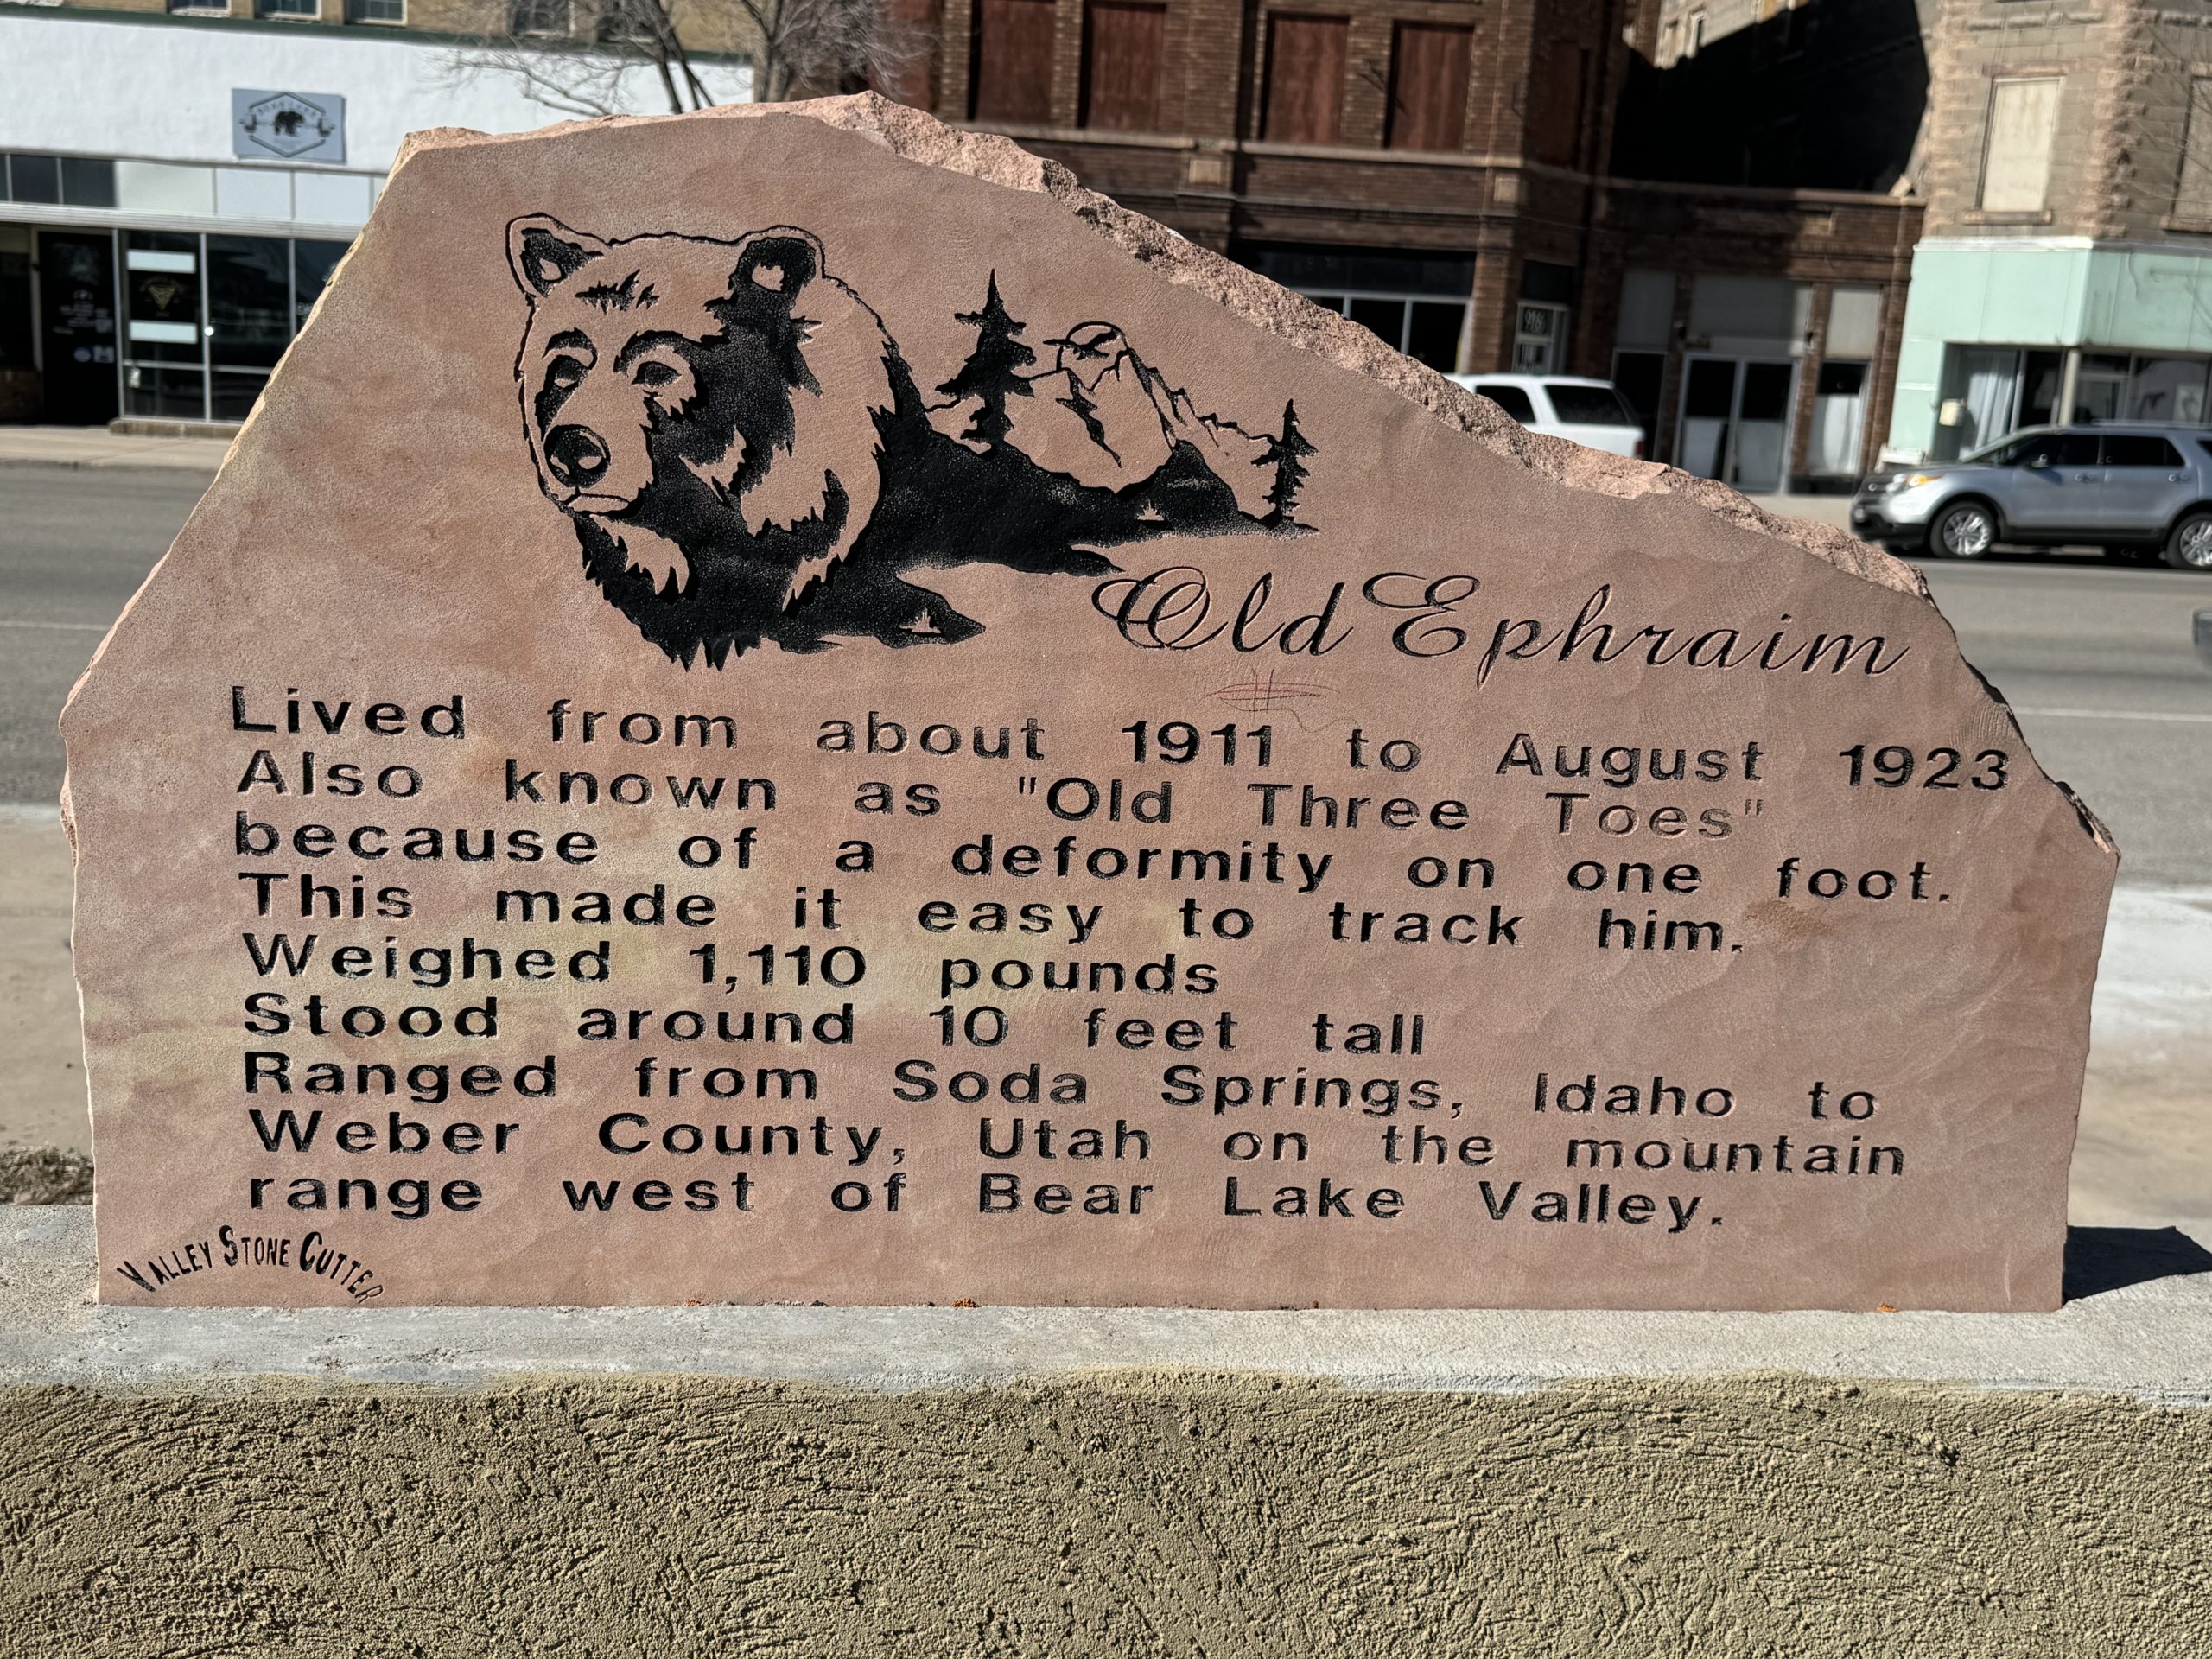 Old Ephraim
Lived from about 1911 to August 1923
Also known as "Old Three Toes"
because of a deformity on one foot.
This made it easy to track him.
Weighed 1,110 pounds
Stood around 10 feet tall
Ranged from Soda Springs, Idaho to
Weber County, Utah on the mountain
range west of Bear Lake Valley.
VALLEY STONE CUTTER